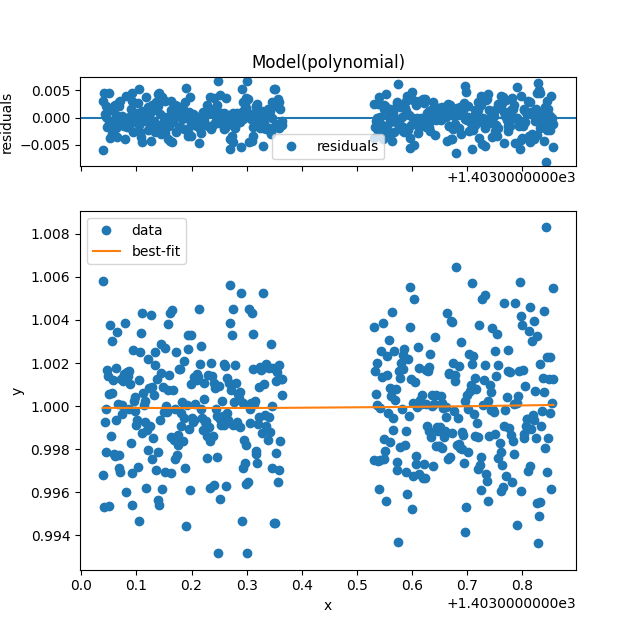 Model(polynomial)
residuals
0.005
0.000
−0.005
residuals
+1.4030000000e3
y
1.008
1.006
1.004
1.002
1.000
0.998
0.996
0.994
data
best-fit
0.0 0.1 0.2 0.3 0.4 0.5 0.6 0.7 0.8
x
+1.4030000000e3